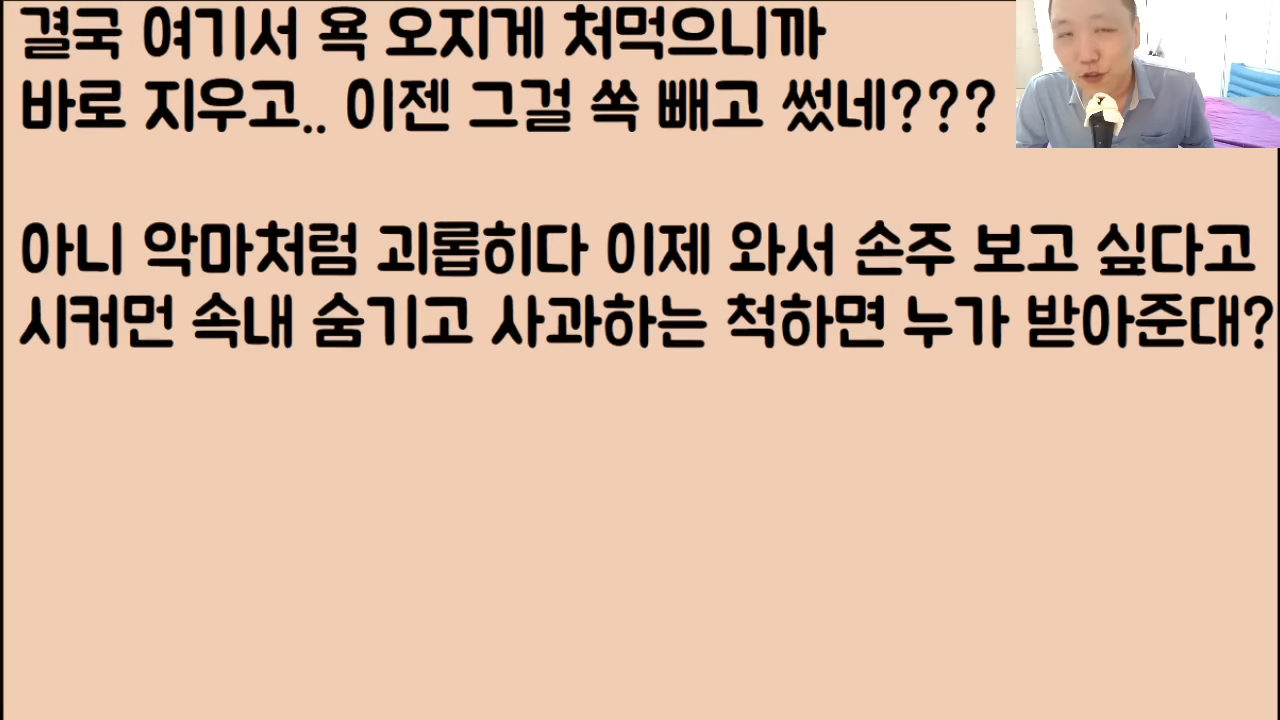 결국 여기서 욕 오지게 처먹으니까
바로 지우고.. 이젠 그걸 쏙 빼고 썼네???
아니 악마처럼 괴롭히다 이제 와서 손주 보고 싶다고
시커먼 속내 숨기고 사과하는 척하면 누가 받아준대?